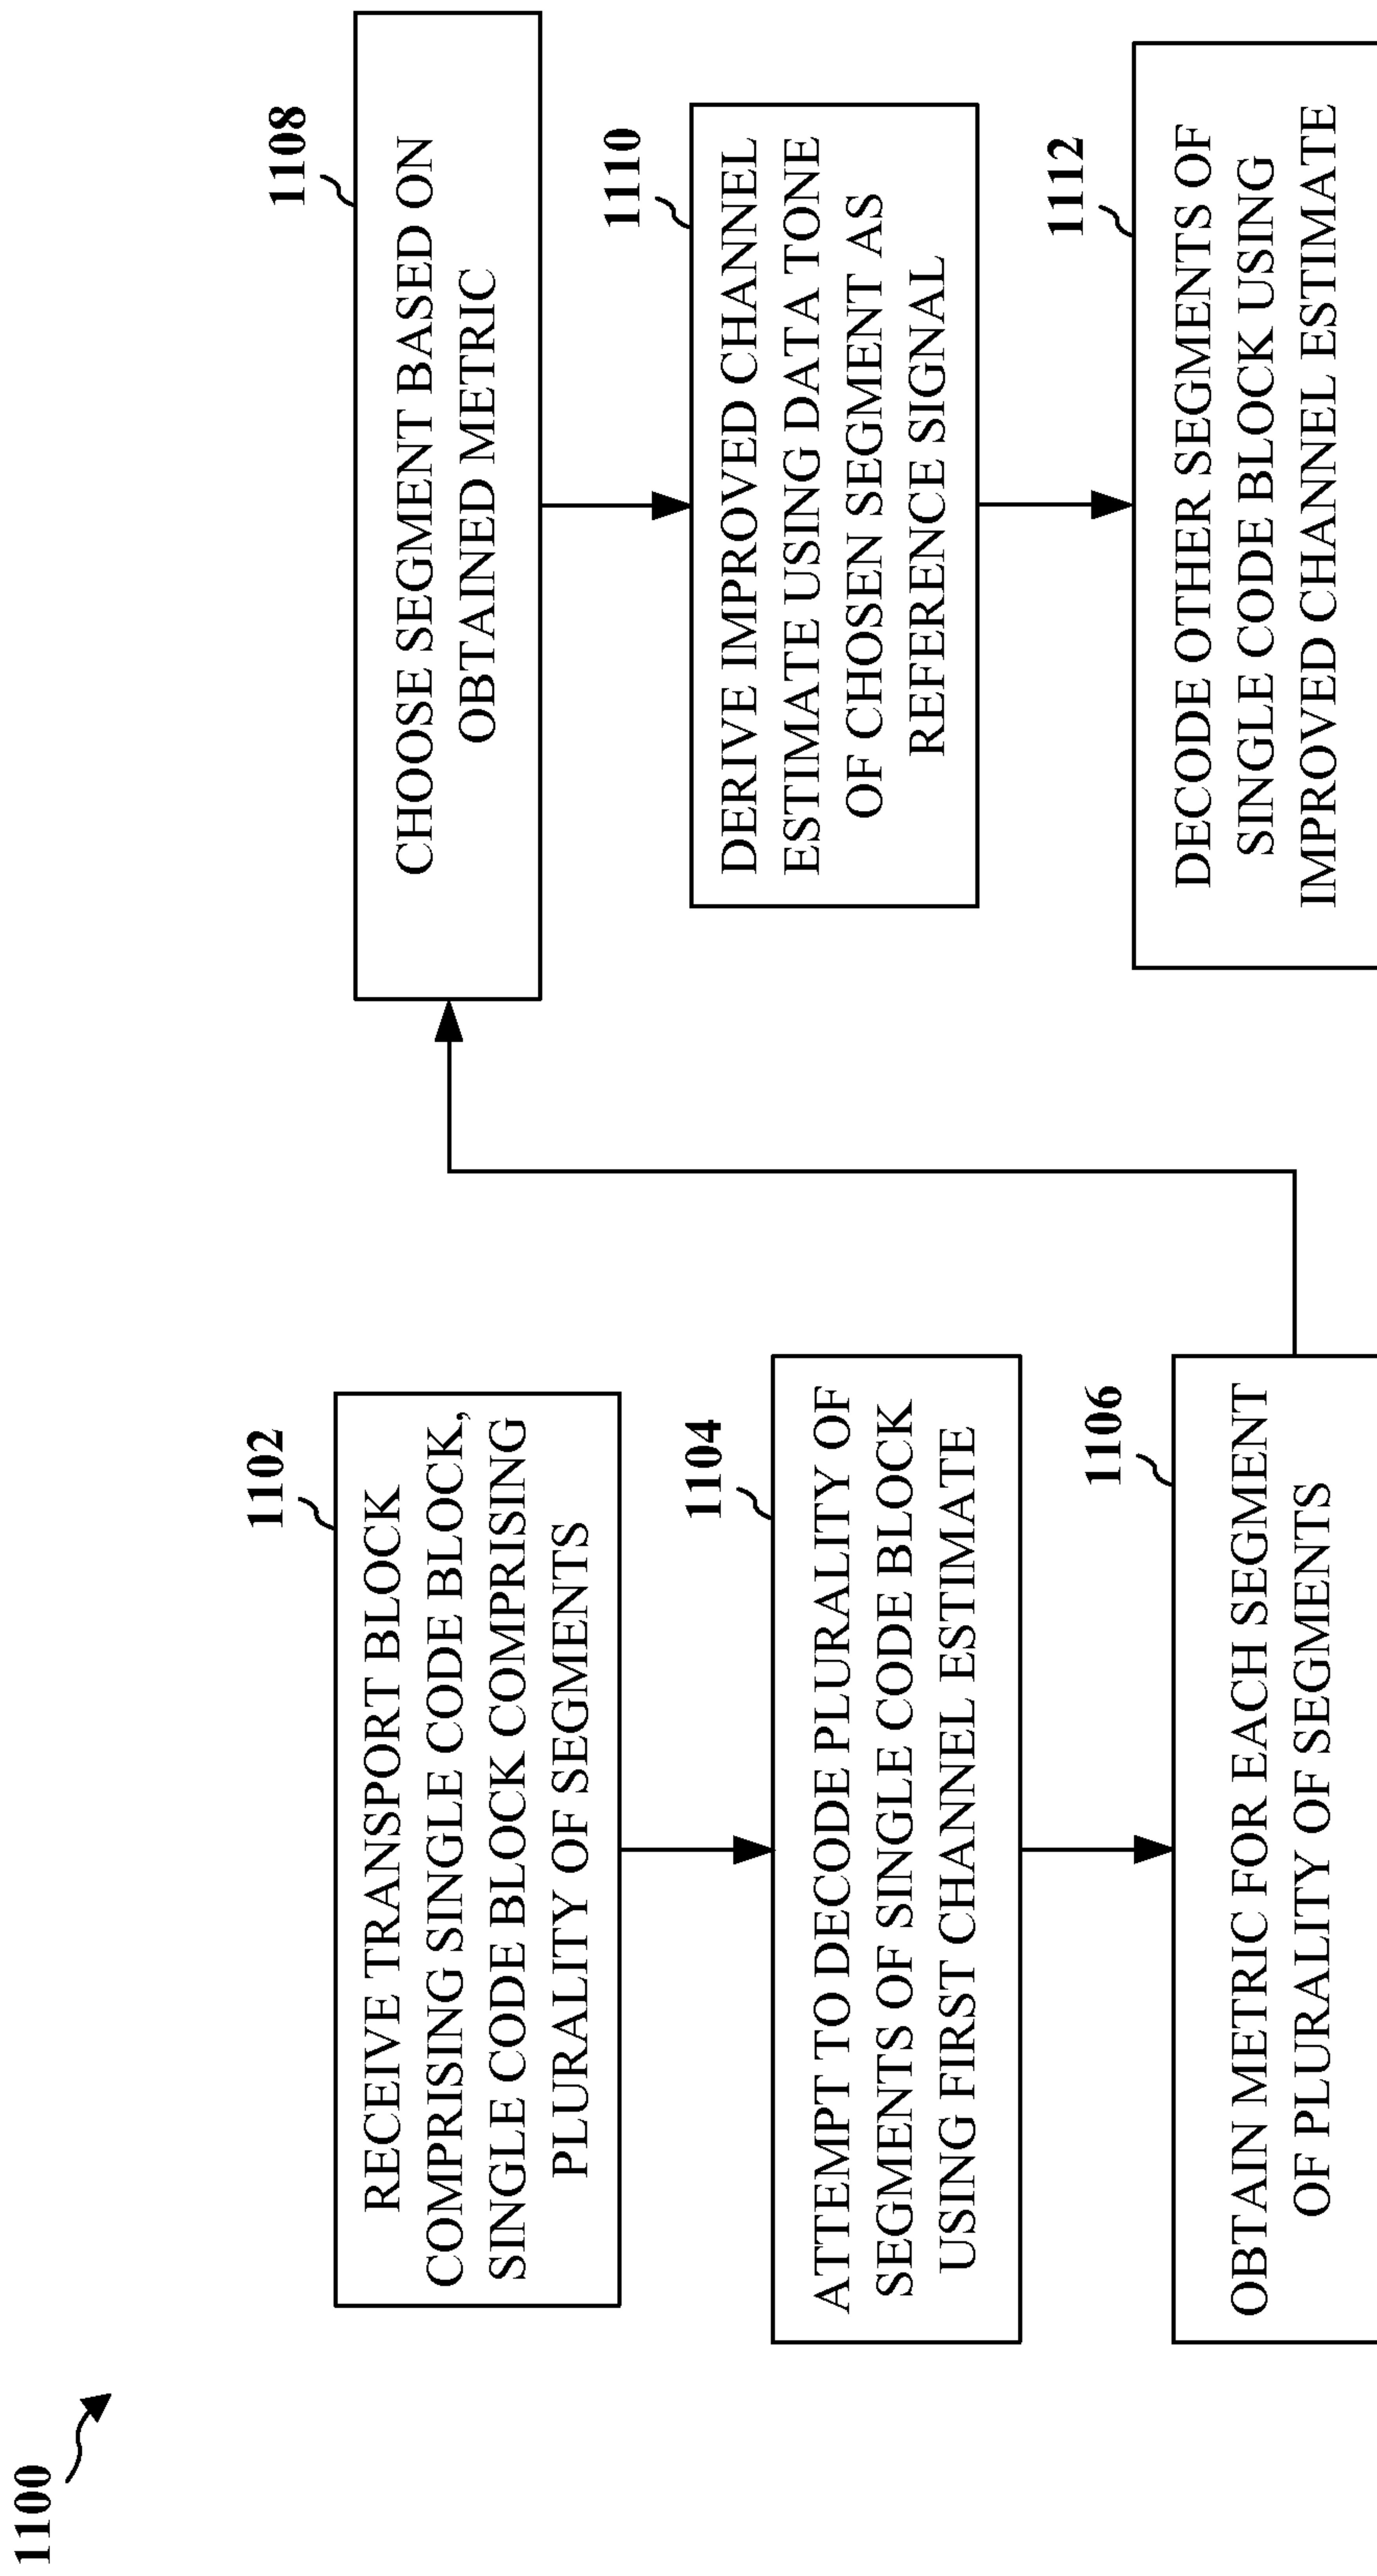 1100
1102
RECEIVE TRANSPORT BLOCK
COMPRISING SINGLE CODE BLOCK,
SINGLE CODE BLOCK COMPRISING
PLURALITY OF SEGMENTS
1104
ATTEMPT TO DECODE PLURALITY OF
SEGMENTS OF SINGLE CODE BLOCK
USING FIRST CHANNEL ESTIMATE
1106
OBTAIN METRIC FOR EACH SEGMENT
OF PLURALITY OF SEGMENTS
1108
CHOOSE SEGMENT BASED ON
OBTAINED METRIC
1110
DERIVE IMPROVED CHANNEL
ESTIMATE USING DATA TONE
OF CHOSEN SEGMENT AS
REFERENCE SIGNAL
1112
DECODE OTHER SEGMENTS OF
SINGLE CODE BLOCK USING
IMPROVED CHANNEL ESTIMATE